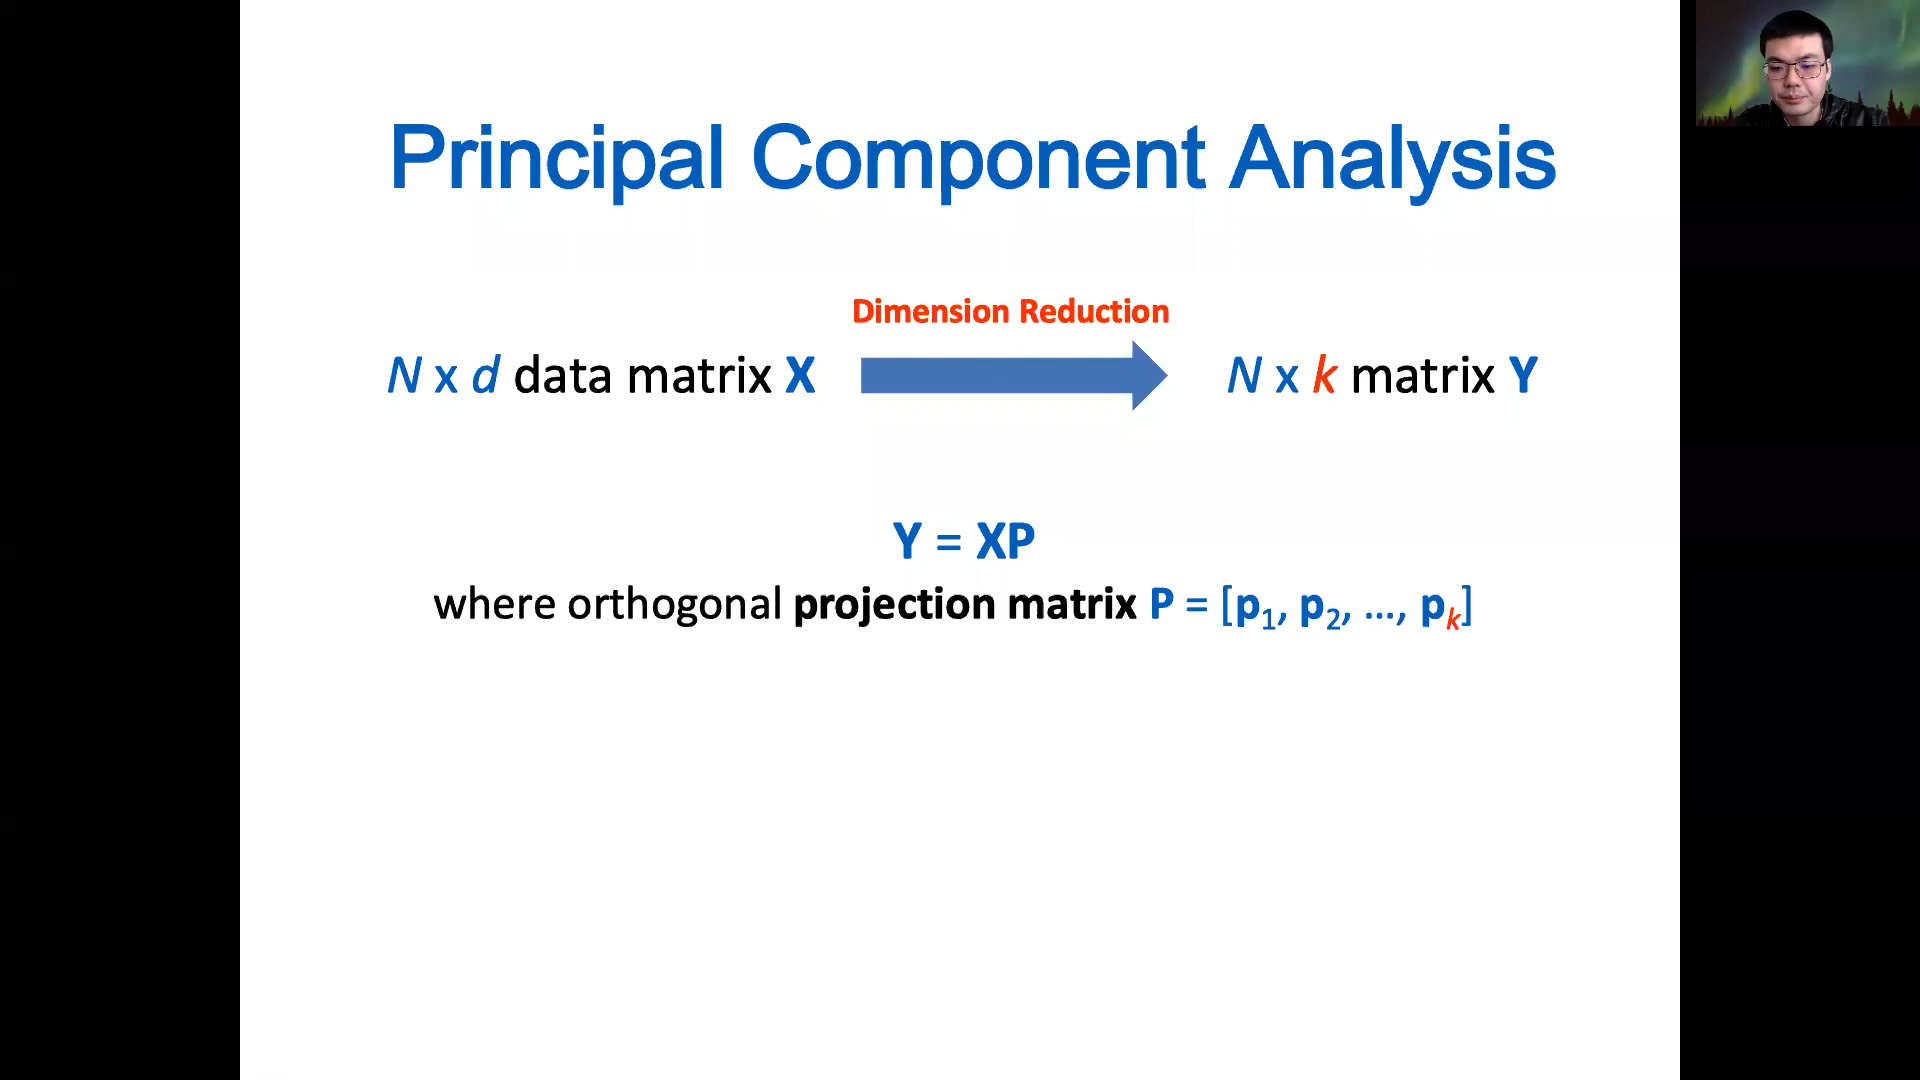 Principal Component Analysis
Dimension Reduction
N x d data matrix X
N x k matrix Y
Y = XP
where orthogonal projection matrix P = [p₁, p₂, ..., pₖ]